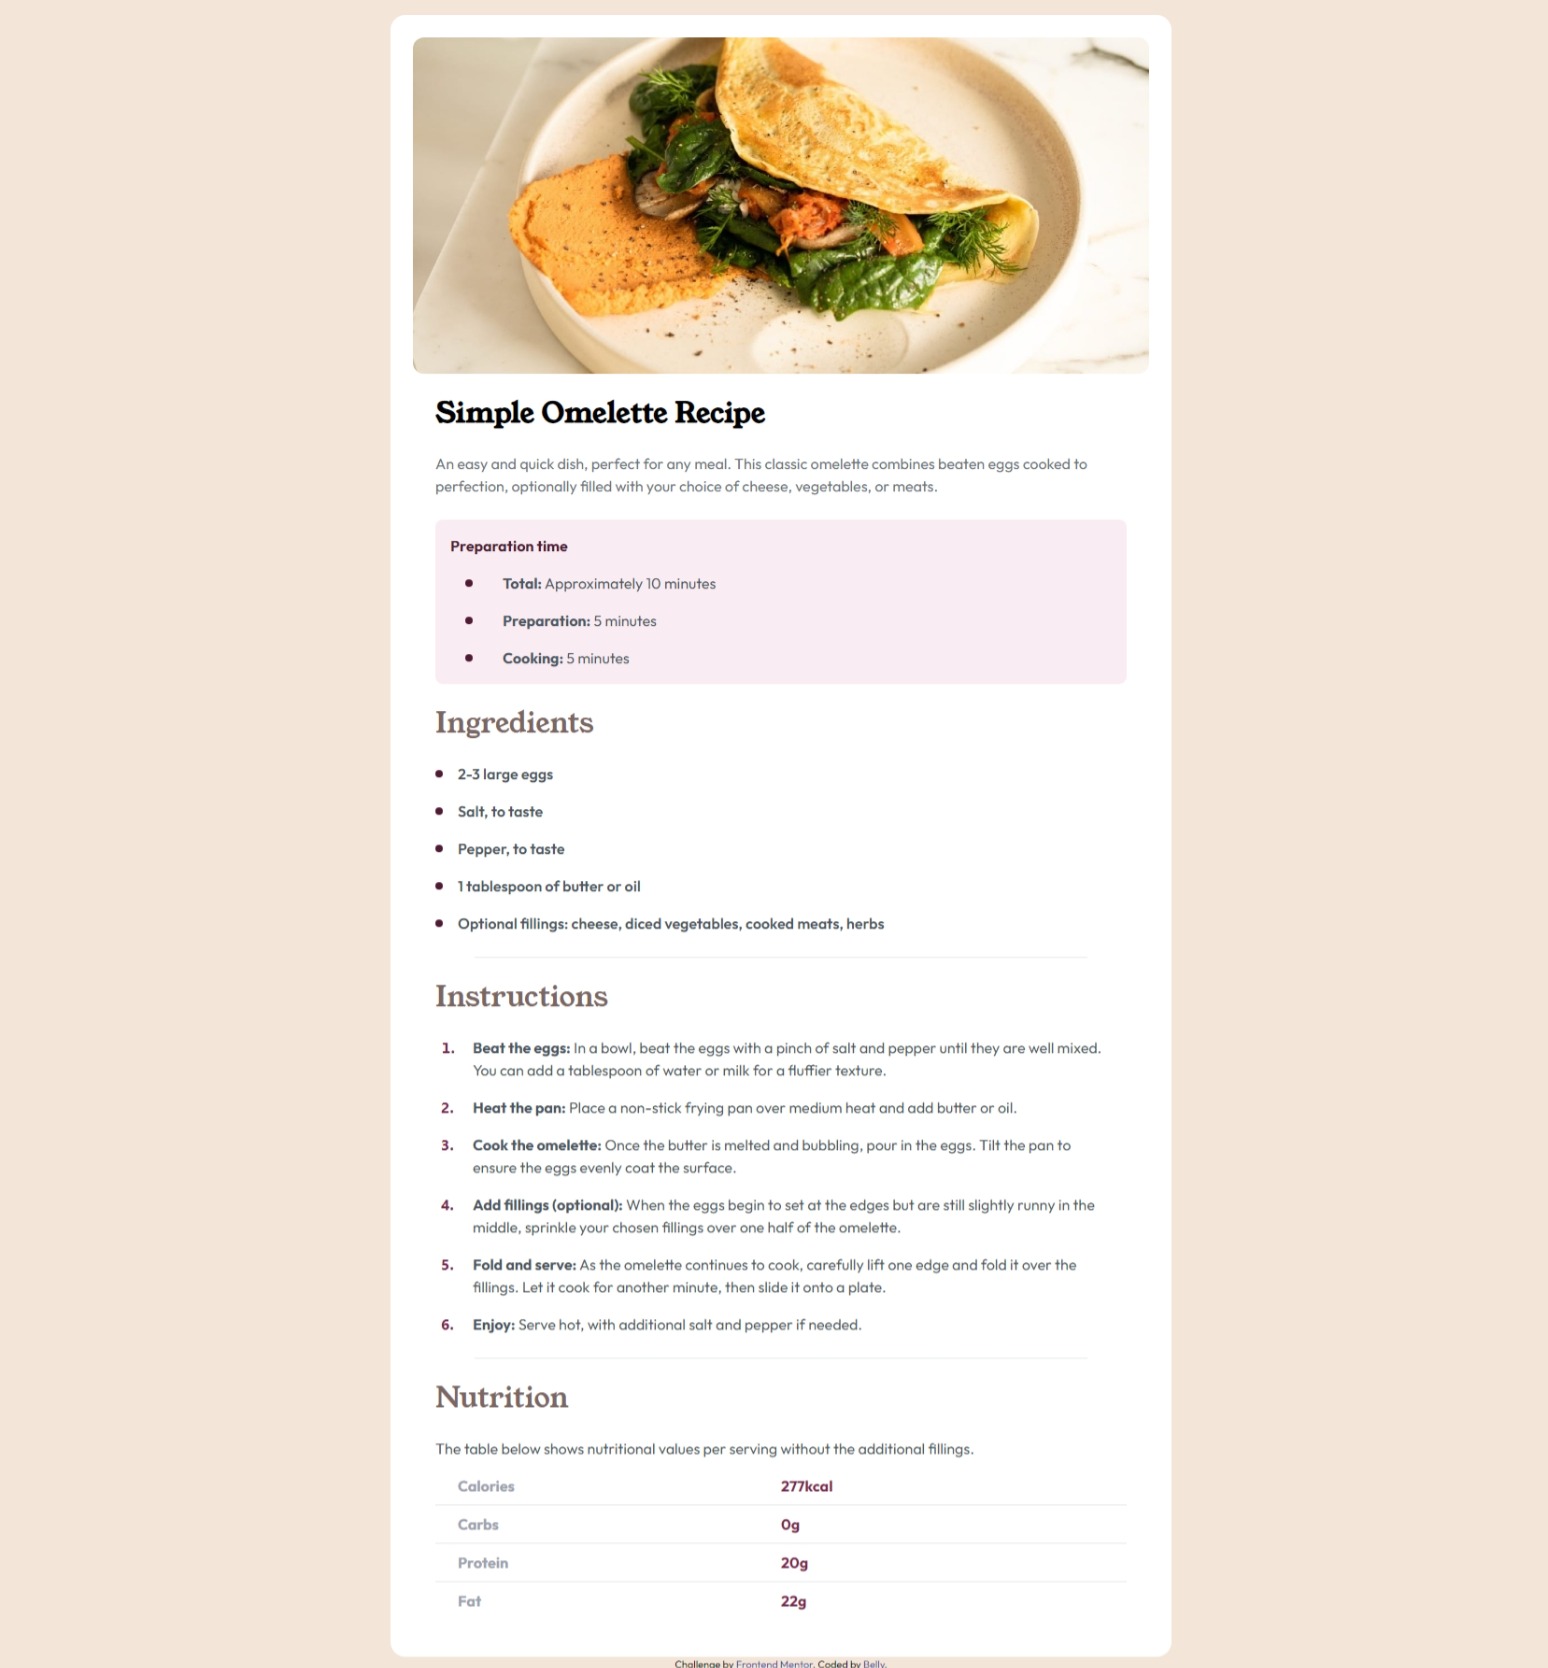 Simple Omelette Recipe
An easy and quick dish, perfect for any meal. This classic omelette combines beaten eggs cooked to
perfection, optionally filled with your choice of cheese, vegetables, or meats.
Preparation time
Total: Approximately 10 minutes
Preparation: 5 minutes
Cooking: 5 minutes
Ingredients
2-3 large eggs
Salt, to taste
Pepper, to taste
1 tablespoon of butter or oil
Optional fillings: cheese, diced vegetables, cooked meats, herbs
Instructions
1. Beat the eggs: In a bowl, beat the eggs with a pinch of salt and pepper until they are well mixed.
You can add a tablespoon of water or milk for a fluffier texture.
2. Heat the pan: Place a non-stick frying pan over medium heat and add butter or oil.
3. Cook the omelette: Once the butter is melted and bubbling, pour in the eggs. Tilt the pan to
ensure the eggs evenly coat the surface.
4. Add fillings (optional): When the eggs begin to set at the edges but are still slightly runny in the
middle, sprinkle your chosen fillings over one half of the omelette.
5. Fold and serve: As the omelette continues to cook, carefully lift one edge and fold it over the
fillings. Let it cook for another minute, then slide it onto a plate.
6. Enjoy: Serve hot, with additional salt and pepper if needed.
Nutrition
The table below shows nutritional values per serving without the additional fillings.
Calories 277kcal
Carbs 0g
Protein 20g
Fat 22g
Challenge by Frontend Mentor. Coded by Belly.